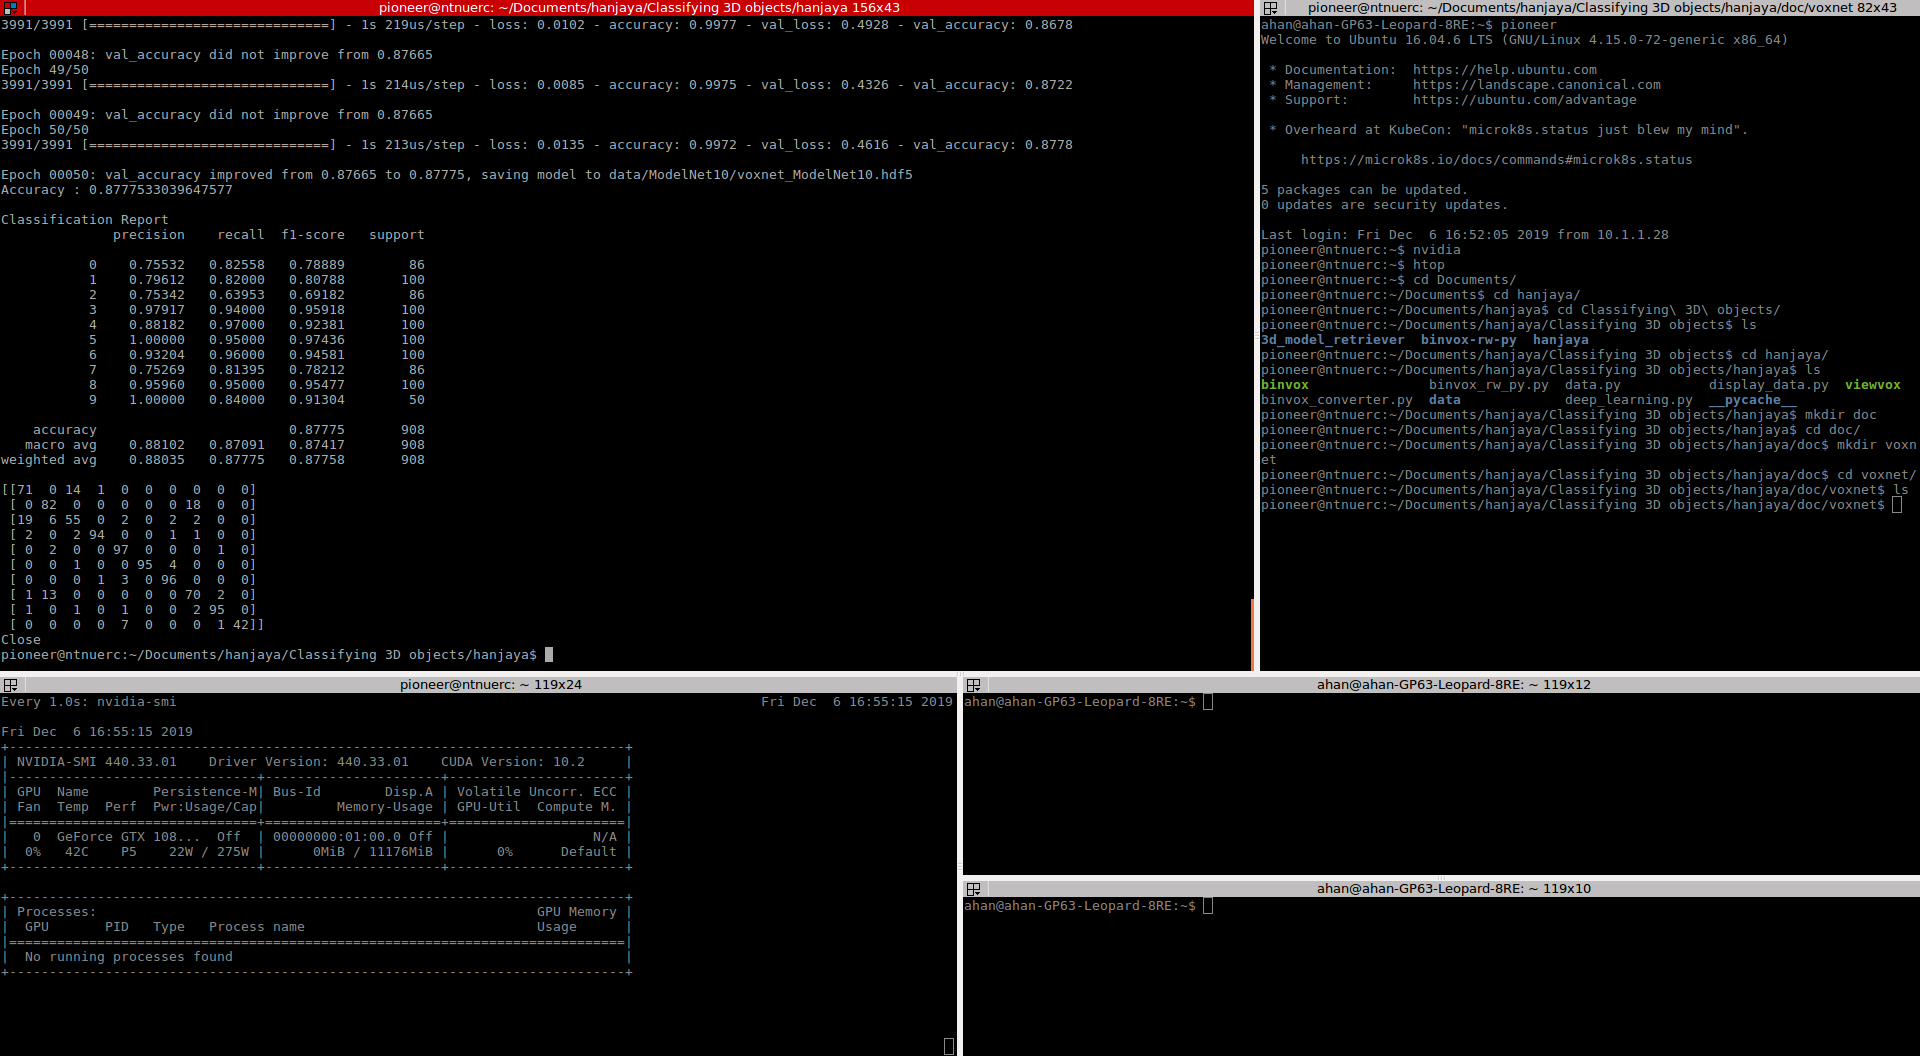 pioneer@ntnuerc: ~/Documents/hanjaya/Classifying 3D objects/hanjaya 156x43
3991/3991 [==============================] - 1s 219us/step - loss: 0.0102 - accuracy: 0.9977 - val_loss: 0.4928 - val_accuracy: 0.8678
Epoch 00048: val_accuracy did not improve from 0.87665
Epoch 49/50
3991/3991 [==============================] - 1s 214us/step - loss: 0.0085 - accuracy: 0.9975 - val_loss: 0.4326 - val_accuracy: 0.8722
Epoch 00049: val_accuracy did not improve from 0.87665
Epoch 50/50
3991/3991 [==============================] - 1s 213us/step - loss: 0.0135 - accuracy: 0.9972 - val_loss: 0.4616 - val_accuracy: 0.8778
Epoch 00050: val_accuracy improved from 0.87665 to 0.87775, saving model to data/ModelNet10/voxnet_ModelNet10.hdf5
Accuracy : 0.8777533039647577
Classification Report
              precision    recall  f1-score   support
           0    0.75532   0.82558   0.78889        86
           1    0.79612   0.82000   0.80788       100
           2    0.75342   0.63953   0.69182        86
           3    0.97917   0.94000   0.95918       100
           4    0.88182   0.97000   0.92381       100
           5    1.00000   0.95000   0.97436       100
           6    0.93204   0.96000   0.94581       100
           7    0.75269   0.81395   0.78212        86
           8    0.95960   0.95000   0.95477       100
           9    1.00000   0.84000   0.91304        50
    accuracy                        0.87775       908
   macro avg    0.88102   0.87091   0.87417       908
weighted avg    0.88035   0.87775   0.87758       908
[[71  0 14  1  0  0  0  0  0  0]
 [ 0 82  0  0  0  0  0 18  0  0]
 [19  6 55  0  2  0  2  2  0  0]
 [ 2  0  2 94  0  0  1  1  0  0]
 [ 0  2  0  0 97  0  0  0  1  0]
 [ 0  0  1  0  0 95  4  0  0  0]
 [ 0  0  0  1  3  0 96  0  0  0]
 [ 1 13  0  0  0  0  0 70  2  0]
 [ 1  0  1  0  1  0  0  2 95  0]
 [ 0  0  0  0  7  0  0  0  1 42]]
Close
pioneer@ntnuerc:~/Documents/hanjaya/Classifying 3D objects/hanjaya$
pioneer@ntnuerc: ~/Documents/hanjaya/Classifying 3D objects/hanjaya/doc/voxnet 82x43
ahan@ahan-GP63-Leopard-8RE:~$ pioneer
Welcome to Ubuntu 16.04.6 LTS (GNU/Linux 4.15.0-72-generic x86_64)
 * Documentation:  https://help.ubuntu.com
 * Management:     https://landscape.canonical.com
 * Support:        https://ubuntu.com/advantage
 * Overheard at KubeCon: "microk8s.status just blew my mind".
     https://microk8s.io/docs/commands#microk8s.status
5 packages can be updated.
0 updates are security updates.
Last login: Fri Dec  6 16:52:05 2019 from 10.1.1.28
pioneer@ntnuerc:~$ nvidia
pioneer@ntnuerc:~$ htop
pioneer@ntnuerc:~$ cd Documents/
pioneer@ntnuerc:~/Documents$ cd hanjaya/
pioneer@ntnuerc:~/Documents/hanjaya$ cd Classifying\ 3D\ objects/
pioneer@ntnuerc:~/Documents/hanjaya/Classifying 3D objects$ ls
3d_model_retriever  binvox-rw-py  hanjaya
pioneer@ntnuerc:~/Documents/hanjaya/Classifying 3D objects$ cd hanjaya/
pioneer@ntnuerc:~/Documents/hanjaya/Classifying 3D objects/hanjaya$ ls
binvox               binvox_rw_py.py  data.py           display_data.py  viewvox
binvox_converter.py  data             deep_learning.py  __pycache__
pioneer@ntnuerc:~/Documents/hanjaya/Classifying 3D objects/hanjaya$ mkdir doc
pioneer@ntnuerc:~/Documents/hanjaya/Classifying 3D objects/hanjaya$ cd doc/
pioneer@ntnuerc:~/Documents/hanjaya/Classifying 3D objects/hanjaya/doc$ mkdir voxn
et
pioneer@ntnuerc:~/Documents/hanjaya/Classifying 3D objects/hanjaya/doc$ cd voxnet/
pioneer@ntnuerc:~/Documents/hanjaya/Classifying 3D objects/hanjaya/doc/voxnet$ ls
pioneer@ntnuerc:~/Documents/hanjaya/Classifying 3D objects/hanjaya/doc/voxnet$
pioneer@ntnuerc: ~ 119x24
Every 1.0s: nvidia-smi    Fri Dec  6 16:55:15 2019
Fri Dec  6 16:55:15 2019
+-----------------------------------------------------------------------------+
| NVIDIA-SMI 440.33.01    Driver Version: 440.33.01    CUDA Version: 10.2     |
|-------------------------------+----------------------+----------------------+
| GPU  Name        Persistence-M| Bus-Id        Disp.A | Volatile Uncorr. ECC |
| Fan  Temp  Perf  Pwr:Usage/Cap|         Memory-Usage | GPU-Util  Compute M. |
|===============================+======================+======================|
|   0  GeForce GTX 108...  Off  | 00000000:01:00.0 Off |                  N/A |
|  0%   42C    P5    22W / 275W |      0MiB / 11176MiB |      0%      Default |
+-------------------------------+----------------------+----------------------+
+-----------------------------------------------------------------------------+
| Processes:                                                       GPU Memory |
|  GPU       PID   Type   Process name                             Usage      |
|=============================================================================|
|  No running processes found                                                 |
+-----------------------------------------------------------------------------+
ahan@ahan-GP63-Leopard-8RE: ~ 119x12
ahan@ahan-GP63-Leopard-8RE:~$
ahan@ahan-GP63-Leopard-8RE: ~ 119x10
ahan@ahan-GP63-Leopard-8RE:~$